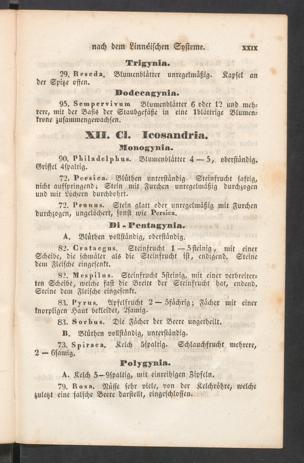 nach dem Linnéischen Systeme. XXIX
Trigynia.
29. Reseda. Blumenblätter unregelmäßig. Kapsel an
der Spitze offen.
Dodecagynia.
95. Sempervivum Blumenblätter 6 oder 12 und meh-
rere, mit der Basis der Staubgefäße in eine 1blättrige Blumen-
krone zusammengewachsen.
XII. Cl. Icosandria.
Monogynia.
90. Philadelphus. Blumenblätter 4—5, oberständig.
Griffel 4spaltig.
72. Persica. Blüthen unterständig. Steinfrucht saftig,
nicht aufspringend; Stein mit Furchen unregelmäßig durchzogen
und mit Löchern durchbohrt.
72. Prunus. Stein glatt oder unregelmäßig mit Furchen
durchzogen, ungelöchert, sonst wie Persica.
Di-Pentagynia.
A. Blüthen vollständig, oberständig.
82. Crataegus. Steinfrucht 1—5steinig, mit einer
Scheibe, die schmäler als die Steinfrucht ist, endigend. Steine
dem Fleische eingesenkt.
82. Mespilus. Steinfrucht 5steinig, mit einer verbreiter-
ten Scheibe, welche fast die Breite der Steinfrucht hat, endend.
Steine dem Fleische eingesenkt.
83. Pyrus. Apfelfrucht 2—5fächrig; Fächer mit einer
knorpligen Haut bekleidet, 2samig.
83. Sorbus. Die Fächer der Beere ungetheilt.
B. Blüthen vollständig, unterständig.
73. Spiraea. Kelch 5spaltig. Schlauchfrucht mehrere,
2—6samig.
Polygynia.
A. Kelch 5—9spaltig, mit einreihigen Zipfeln.
79. Rosa. Nüsse sehr viele, von der Kelchröhre, welche
zuletzt eine falsche Beere darstellt, eingeschlossen.